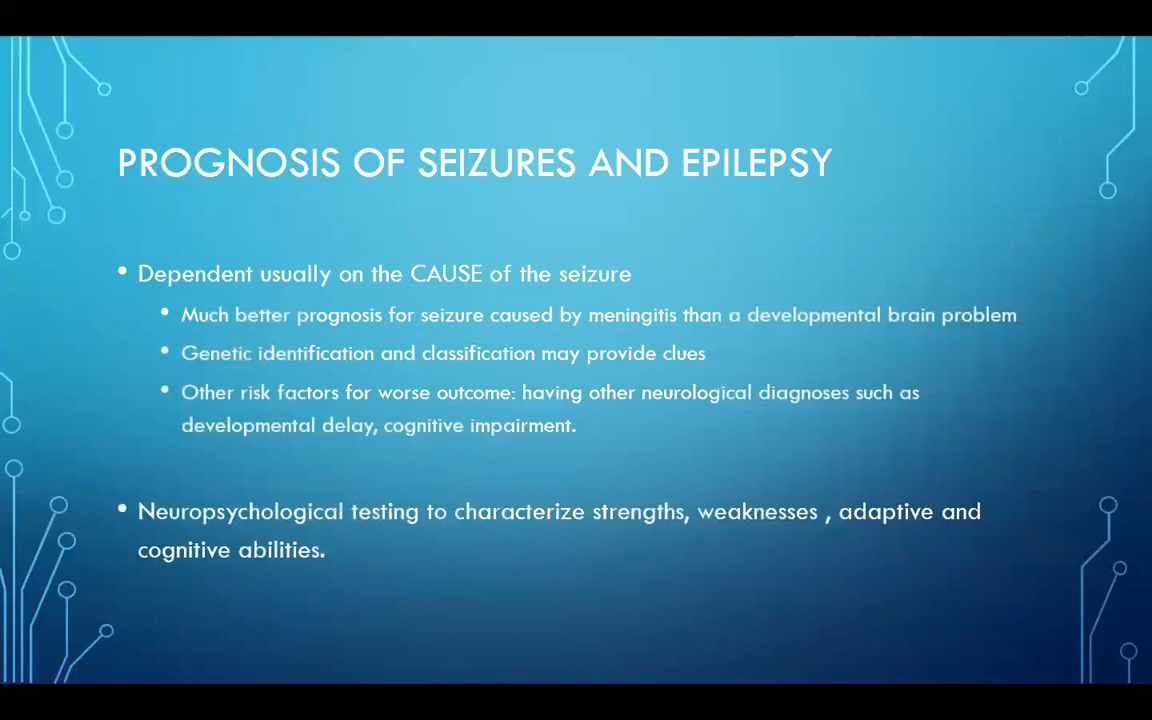 PROGNOSIS OF SEIZURES AND EPILEPSY
• Dependent usually on the CAUSE of the seizure
• Much better prognosis for seizure caused by meningitis than a developmental brain problem
• Genetic identification and classification may provide clues
• Other risk factors for worse outcome: having other neurological diagnoses such as
developmental delay, cognitive impairment.
• Neuropsychological testing to characterize strengths, weaknesses , adaptive and
cognitive abilities.